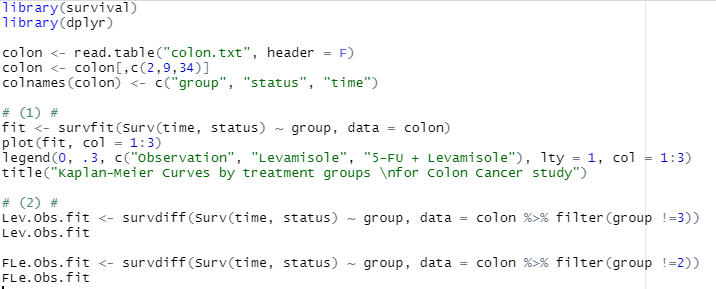 library(survival)
library(dplyr)

colon <- read.table("colon.txt", header = F)
colon <- colon[,c(2,9,34)]
colnames(colon) <- c("group", "status", "time")

# (1) #
fit <- survfit(Surv(time, status) ~ group, data = colon)
plot(fit, col = 1:3)
legend(0, .3, c("Observation", "Levamisole", "5-FU + Levamisole"), lty = 1, col = 1:3)
title("Kaplan-Meier Curves by treatment groups \nfor Colon Cancer study")

# (2) #
Lev.Obs.fit <- survdiff(Surv(time, status) ~ group, data = colon %>% filter(group !=3))
Lev.Obs.fit

FLe.Obs.fit <- survdiff(Surv(time, status) ~ group, data = colon %>% filter(group !=2))
FLe.Obs.fit